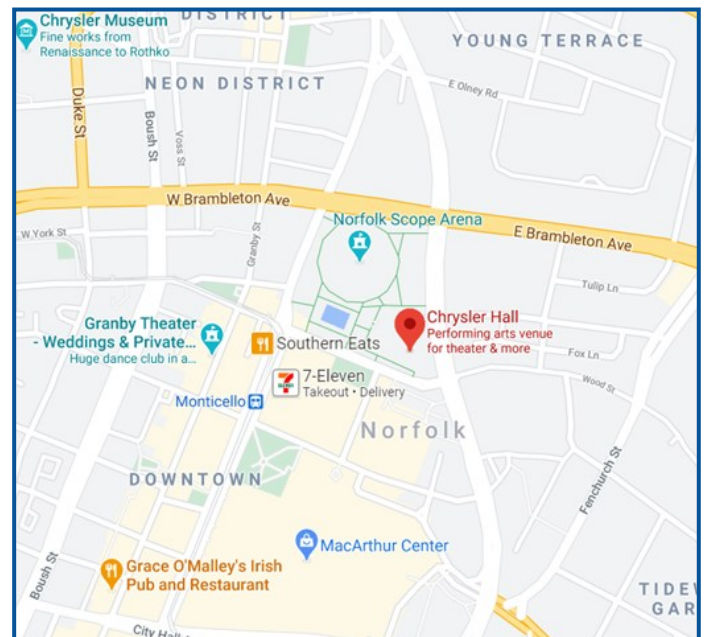 Chrysler Museum
Fine works from
Renaissance to Rothko
DISTRICT
YOUNG TERRACE
NEON DISTRICT
E Olney Rd
Duke St
Boush St
Voss St
W Brambleton Ave
Granby St
Norfolk Scope Arena
E Brambleton Ave
W York St
Tulip Ln
Granby Theater
- Weddings & Private...
Huge dance club in a...
Chrysler Hall
Performing arts venue
for theater & more
Southern Eats
Fox Ln
7-Eleven
Takeout • Delivery
Wood St
Monticello
Norfolk
DOWNTOWN
Fenchurch St
MacArthur Center
Grace O'Malley's Irish
Pub and Restaurant
Boush St
TIDEW
GAR
City Hall